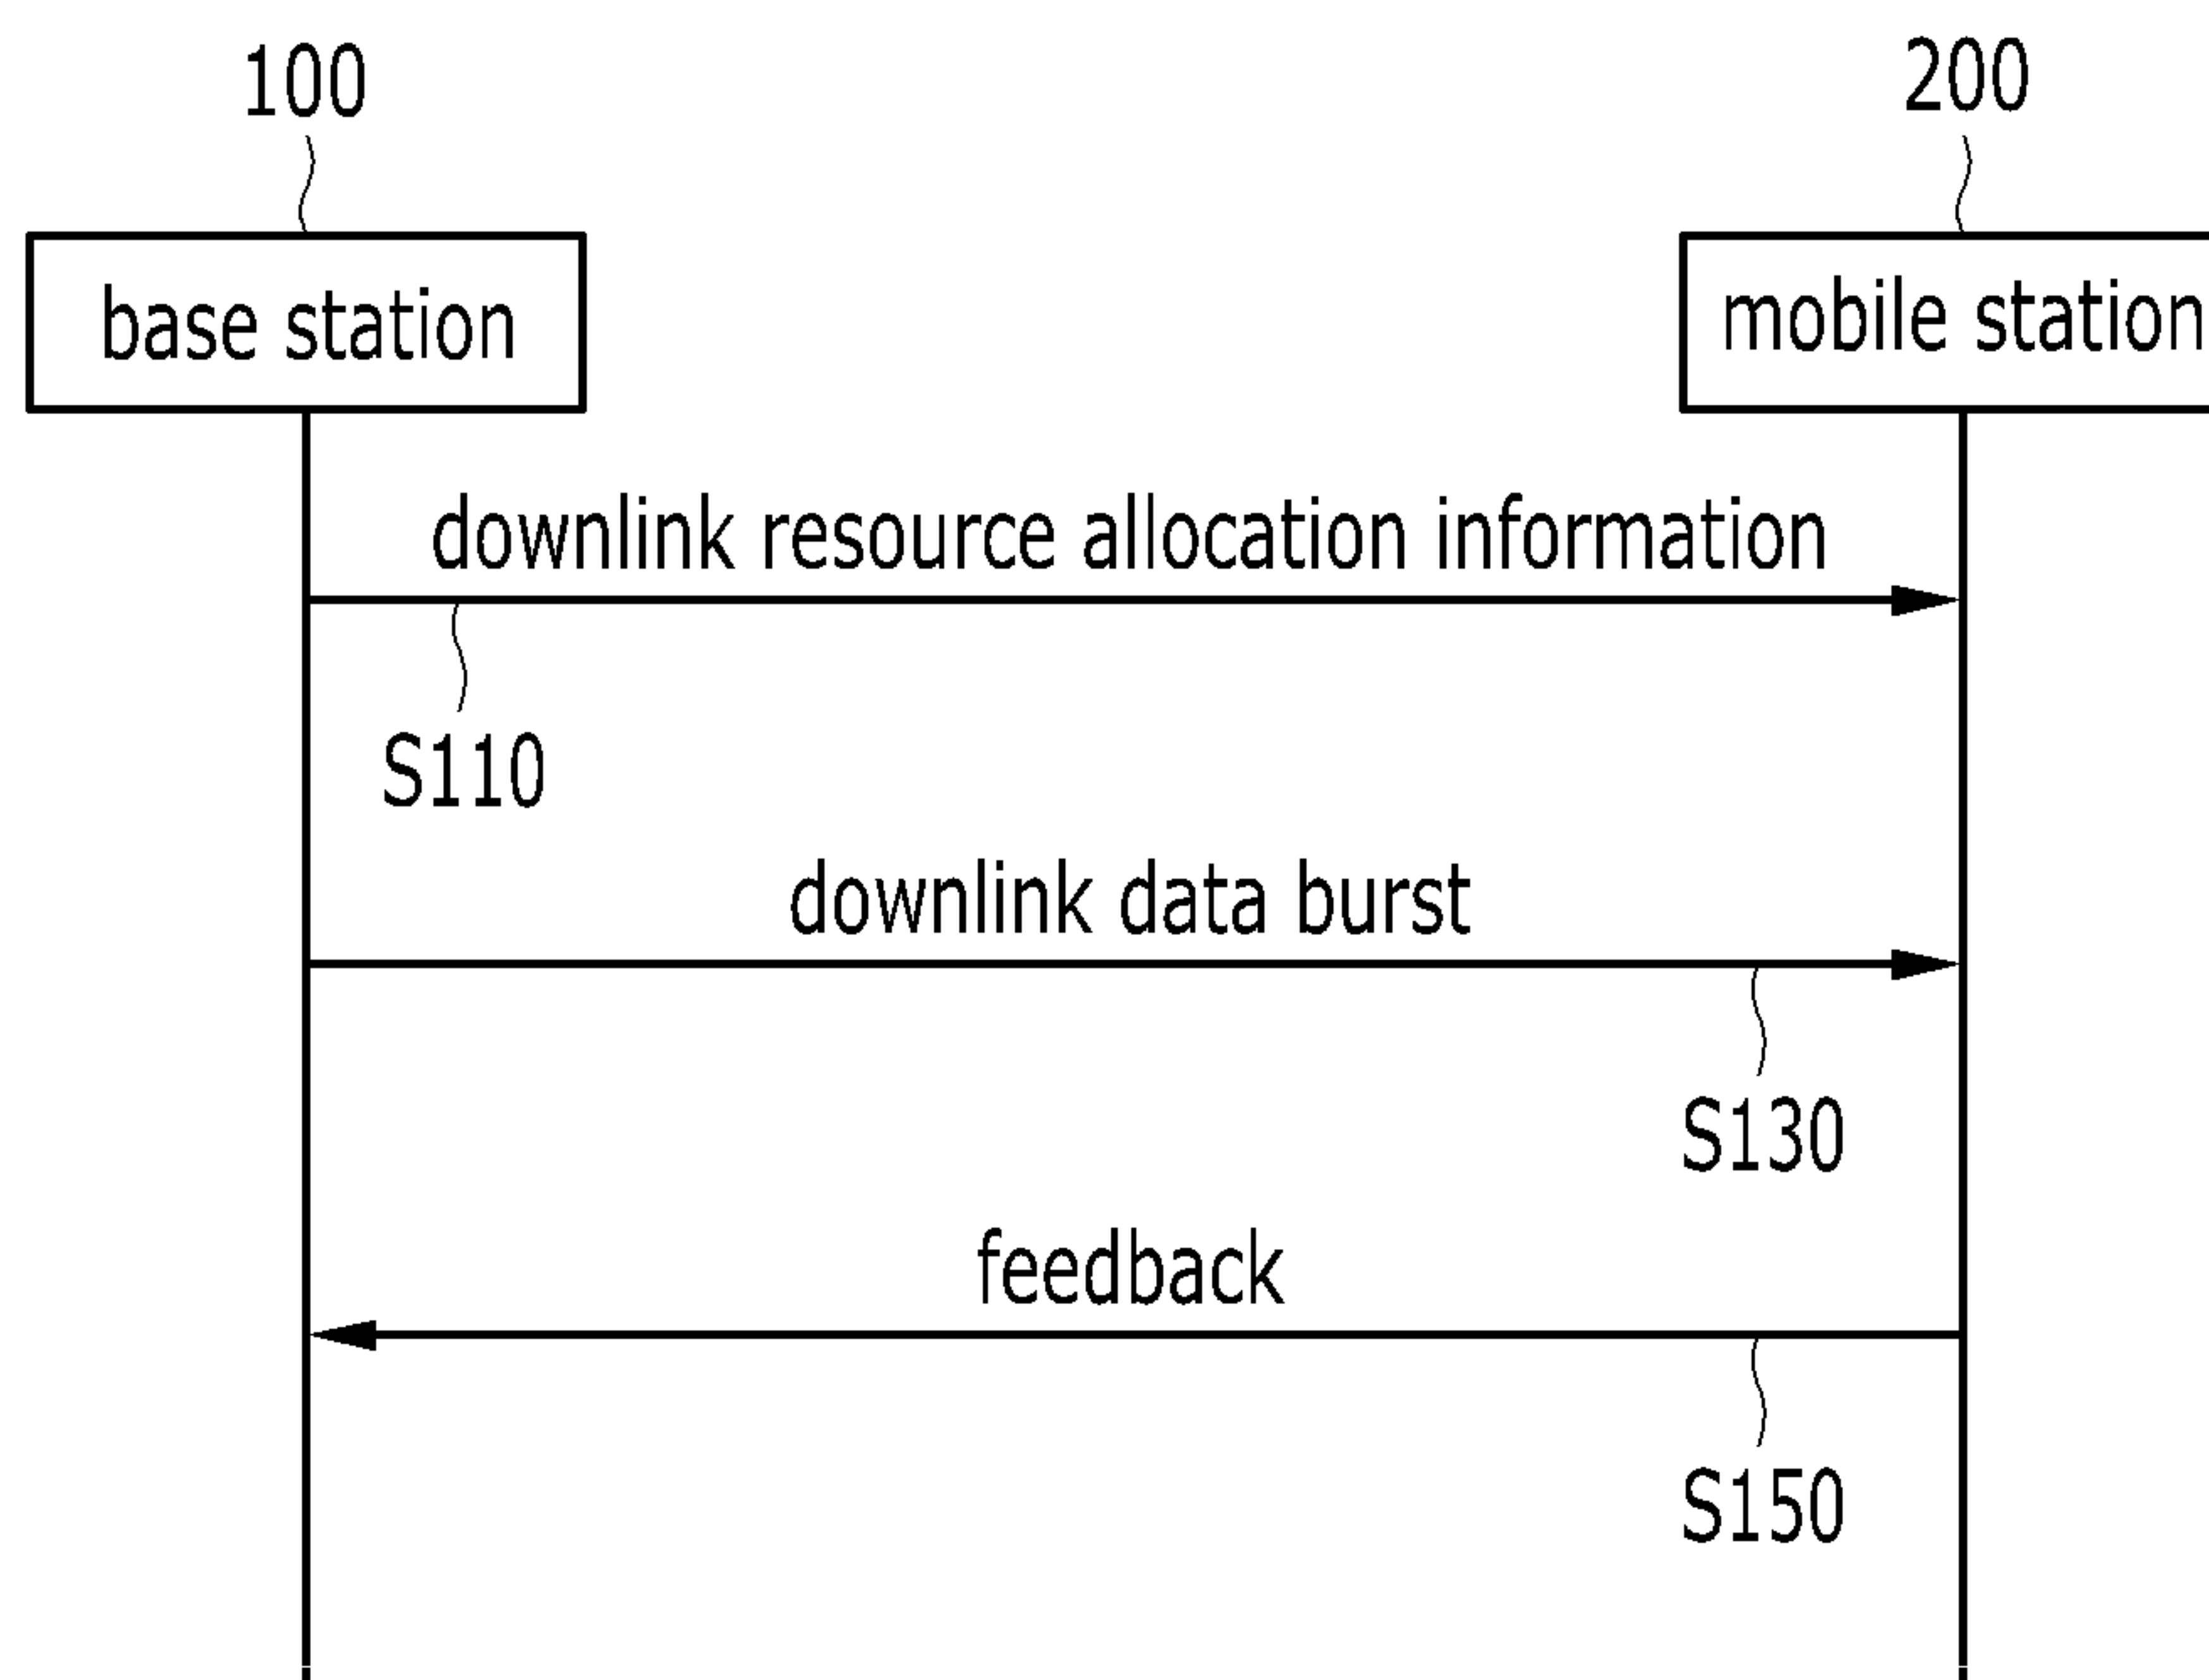 100
200
base station
mobile station
downlink resource allocation information
S110
downlink data burst
S130
feedback
S150